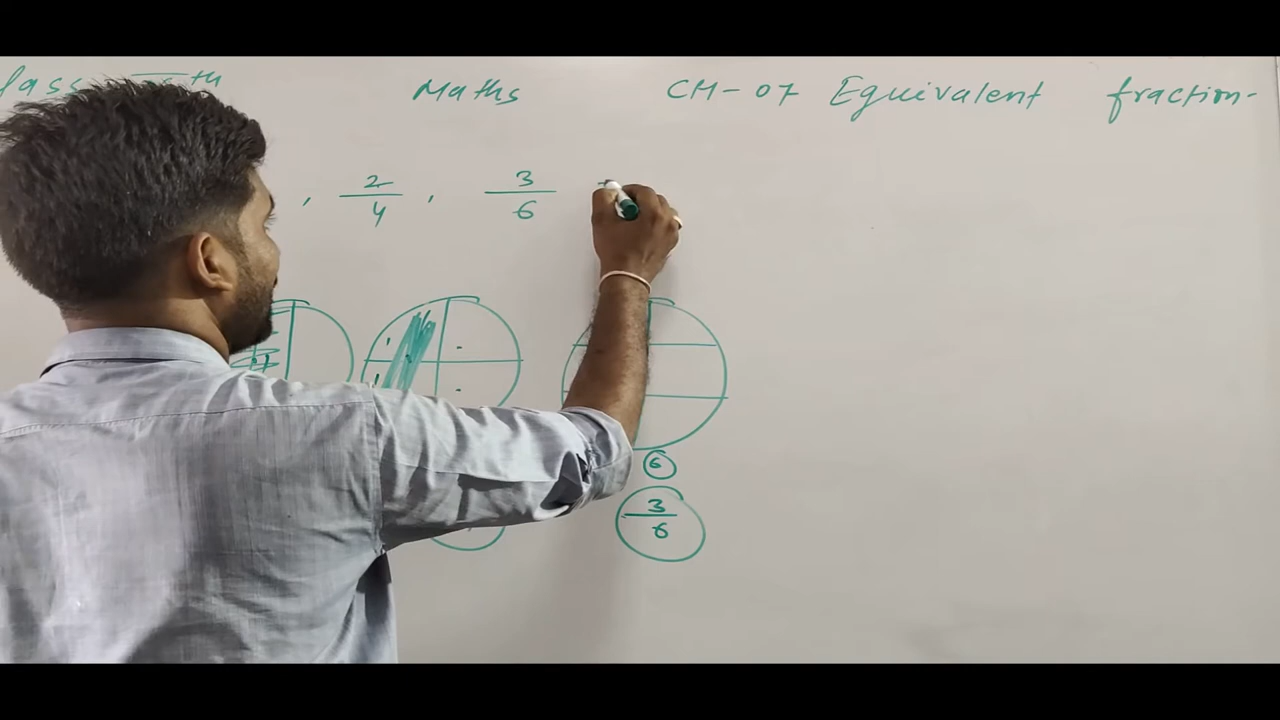 Maths CH-07 Equivalent fraction-
, 2/4 , 3/6
6
3/6